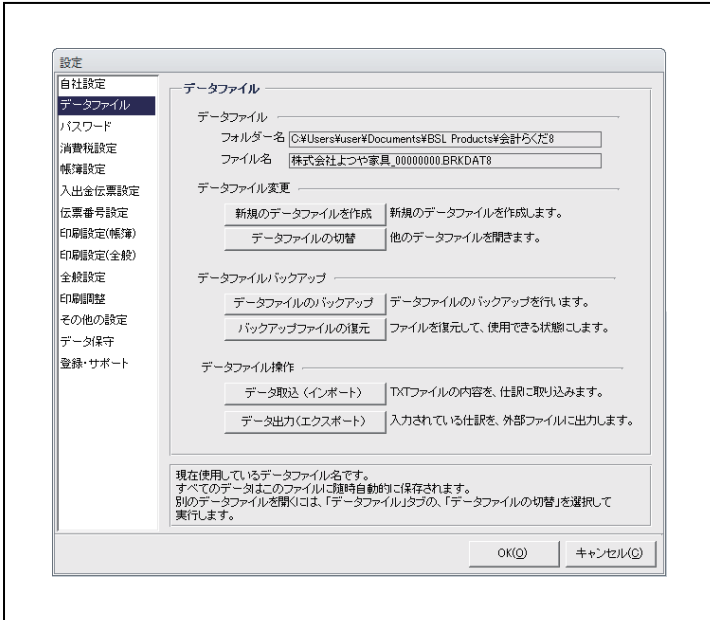 設定
自社設定
データファイル
パスワード
消費税設定
帳簿設定
入出金伝票設定
伝票番号設定
印刷設定(帳簿)
印刷設定(全般)
全般設定
印刷調整
その他の設定
データ保守
登録・サポート
データファイル
データファイル
フォルダー名 C:¥Users¥user¥Documents¥BSL Products¥会計らくだ8
ファイル名 株式会社よつや家具_00000000.BRKDAT8
データファイル変更
新規のデータファイルを作成 新規のデータファイルを作成します。
データファイルの切替 他のデータファイルを開きます。
データファイルバックアップ
データファイルのバックアップ データファイルのバックアップを行います。
バックアップファイルの復元 ファイルを復元して、使用できる状態にします。
データファイル操作
データ取込(インポート) TXTファイルの内容を、仕訳に取り込みます。
データ出力(エクスポート) 入力されている仕訳を、外部ファイルに出力します。
現在使用しているデータファイル名です。
すべてのデータはこのファイルに随時自動的に保存されます。
別のデータファイルを開くには、「データファイル」タブの、「データファイルの切替」を選択して
実行します。
OK(O) キャンセル(C)